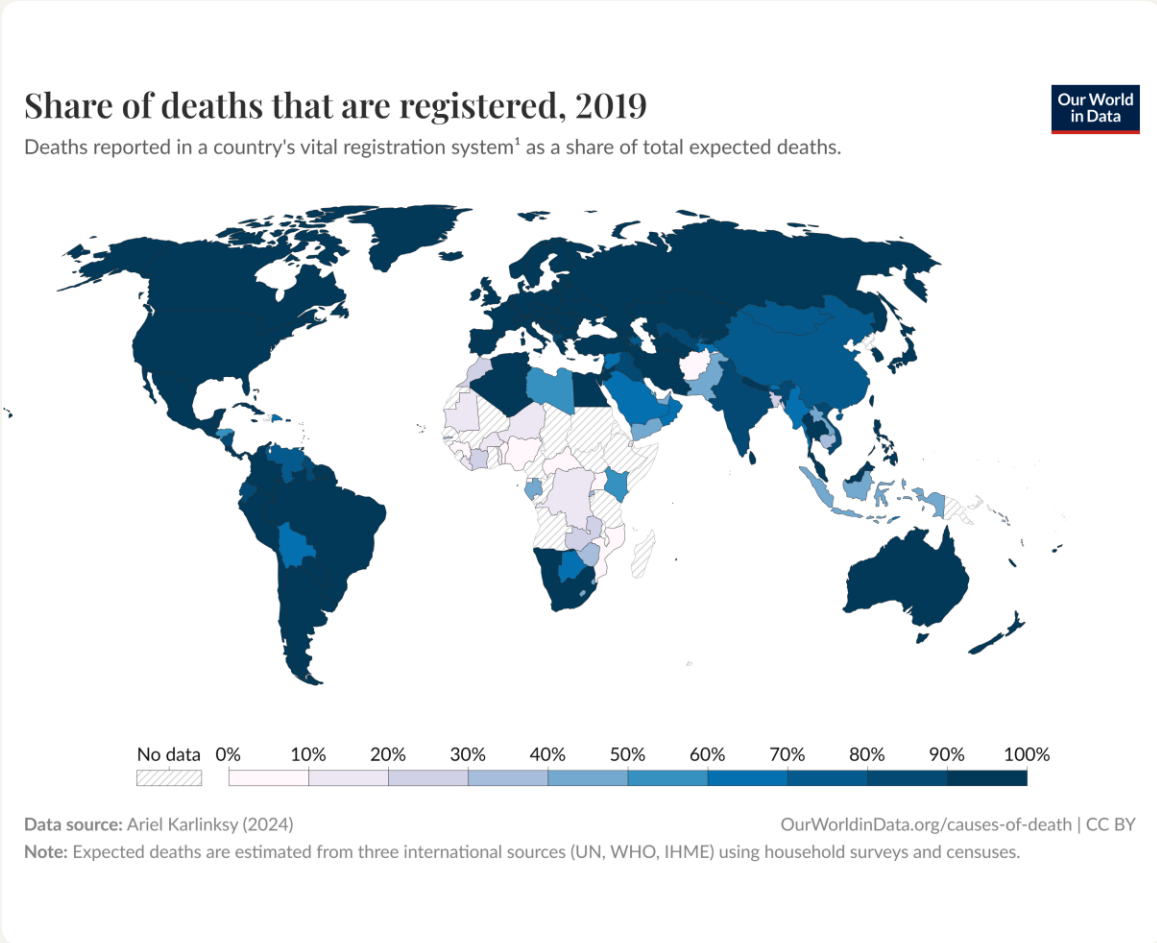 Share of deaths that are registered, 2019
Our World
in Data
Deaths reported in a country's vital registration system¹ as a share of total expected deaths.
No data 0% 10% 20% 30% 40% 50% 60% 70% 80% 90% 100%
Data source: Ariel Karlinksy (2024)
OurWorldinData.org/causes-of-death | CC BY
Note: Expected deaths are estimated from three international sources (UN, WHO, IHME) using household surveys and censuses.